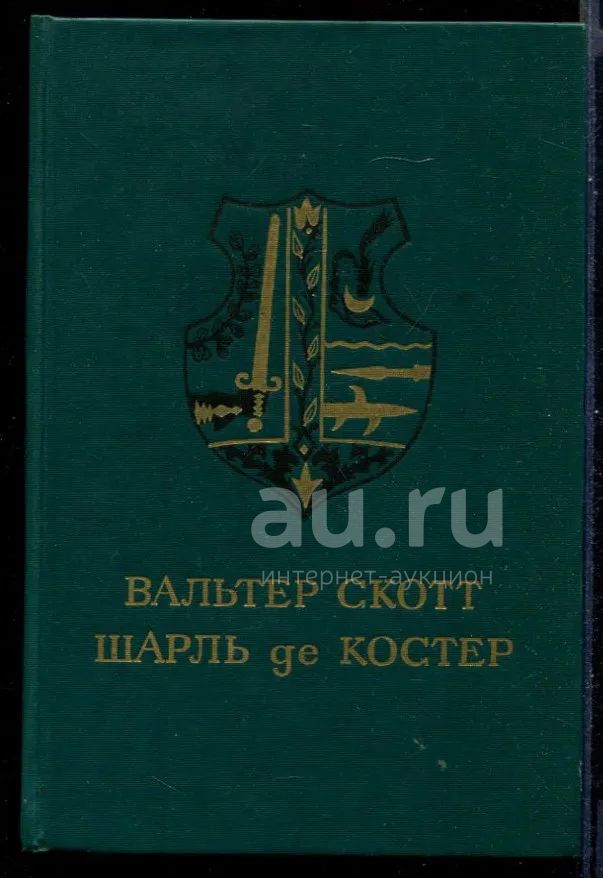 au.ru
интернет-аукцион
ВАЛЬТЕР СКОТТ
ШАРЛЬ де КОСТЕР